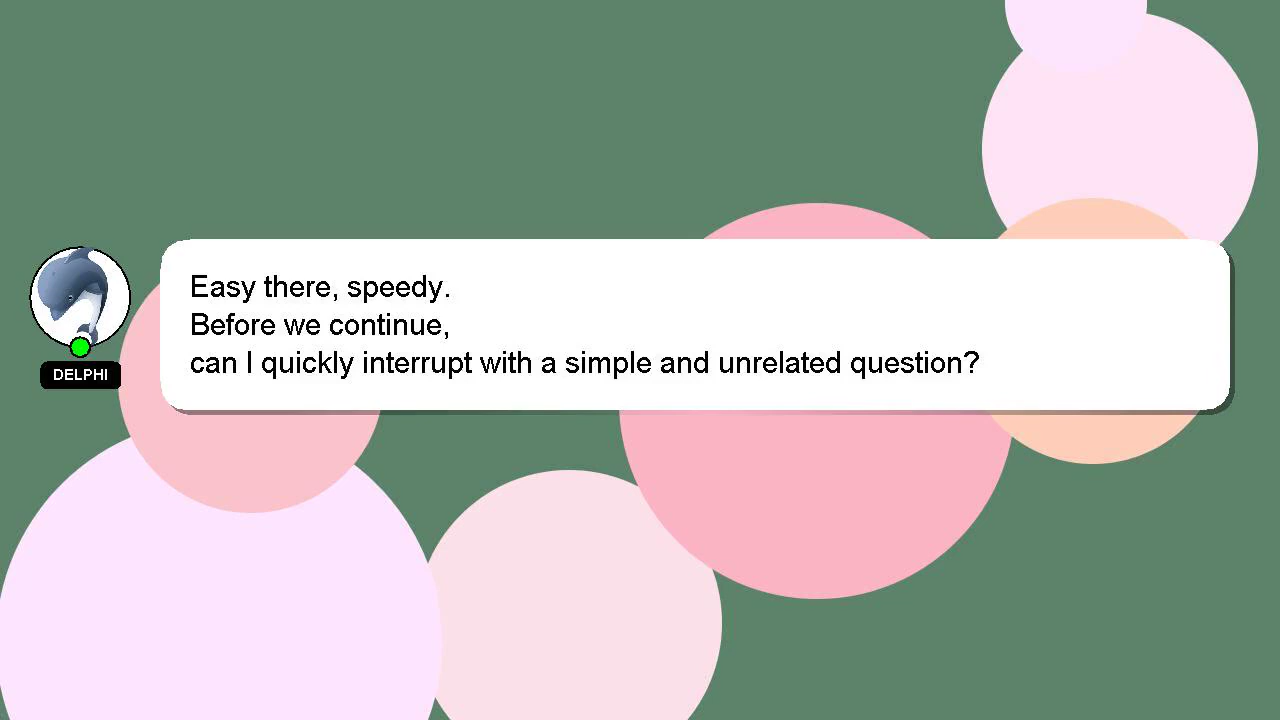 Easy there, speedy.
Before we continue,
can I quickly interrupt with a simple and unrelated question?
DELPHI